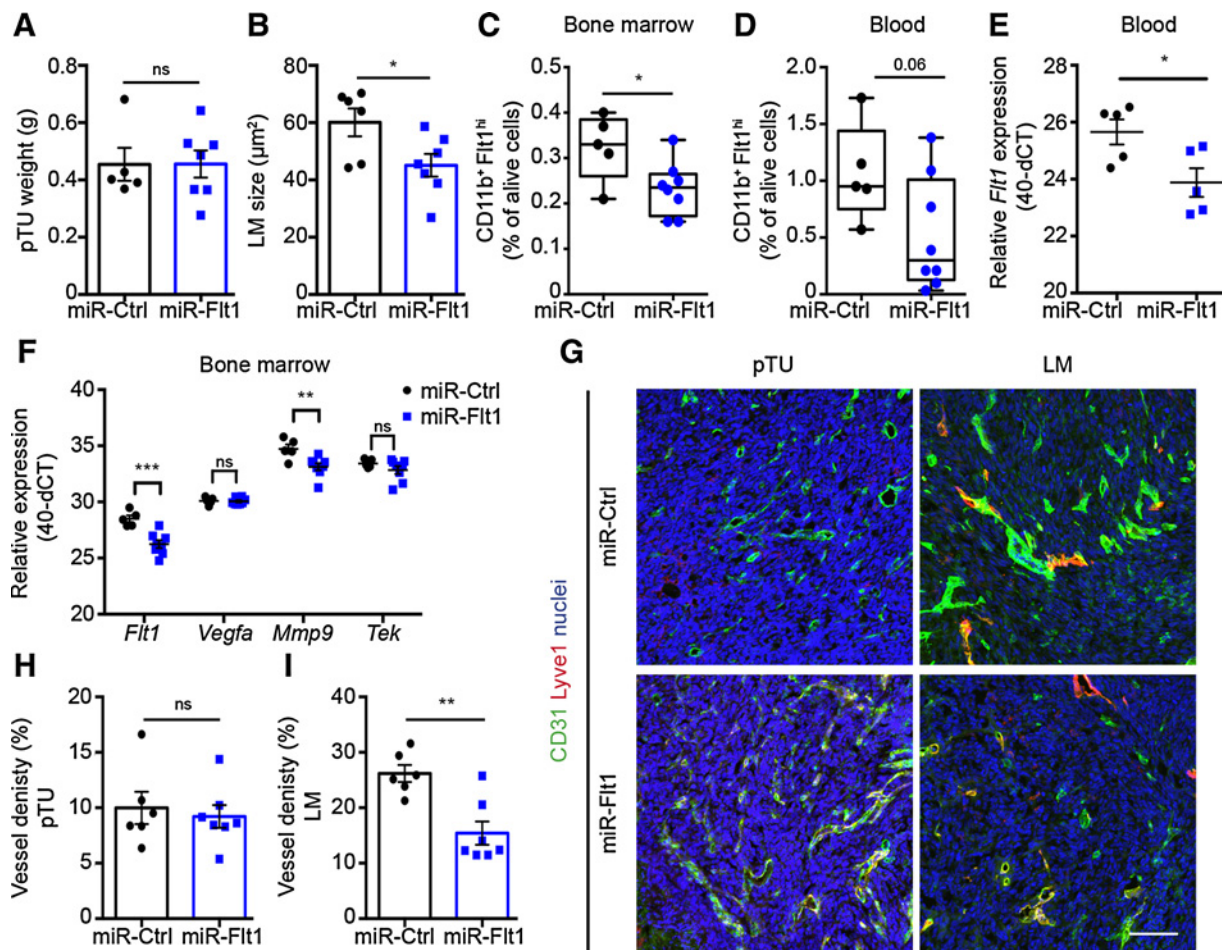 A
pTU weight (g)
0.8
0.6
0.4
0.2
0
ns
miR-Ctrl miR-Flt1
B
LM size (µm²)
80
60
40
20
0
*
miR-Ctrl miR-Flt1
C
Bone marrow
CD11b⁺ Flt1ʰⁱ
(% of alive cells)
0.5
0.4
0.3
0.2
0.1
*
miR-Ctrl miR-Flt1
D
Blood
CD11b⁺ Flt1ʰⁱ
(% of alive cells)
2.0
1.5
1.0
0.5
0
0.06
miR-Ctrl miR-Flt1
E
Blood
Relative Flt1 expression
(40-dCT)
28
26
24
22
20
*
miR-Ctrl miR-Flt1
F
Bone marrow
Relative expression
(40-dCT)
40
35
30
25
20
miR-Ctrl
miR-Flt1
***
ns
**
ns
Flt1 Vegfa Mmp9 Tek
G
pTU LM
miR-Ctrl
miR-Flt1
CD31 Lyve1 nuclei
H
Vessel denisty (%)
pTU
20
15
10
5
0
ns
miR-Ctrl miR-Flt1
I
Vessel denisty (%)
LM
40
30
20
10
0
**
miR-Ctrl miR-Flt1